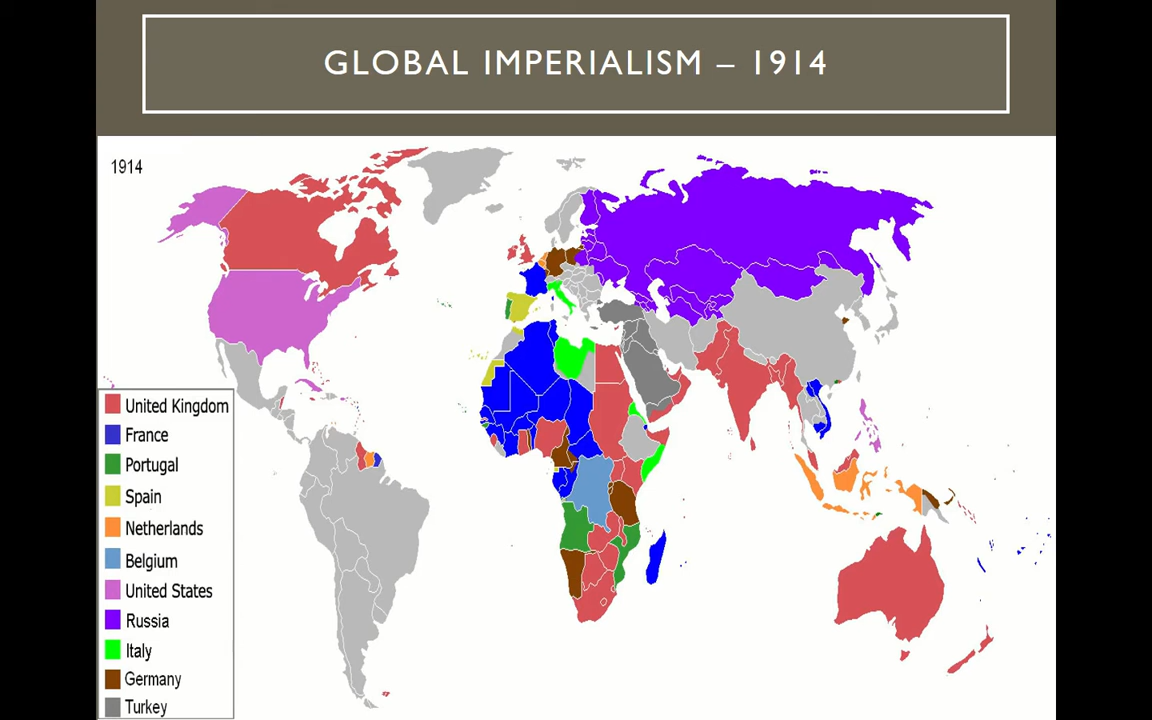 GLOBAL IMPERIALISM – 1914
1914
United Kingdom
France
Portugal
Spain
Netherlands
Belgium
United States
Russia
Italy
Germany
Turkey